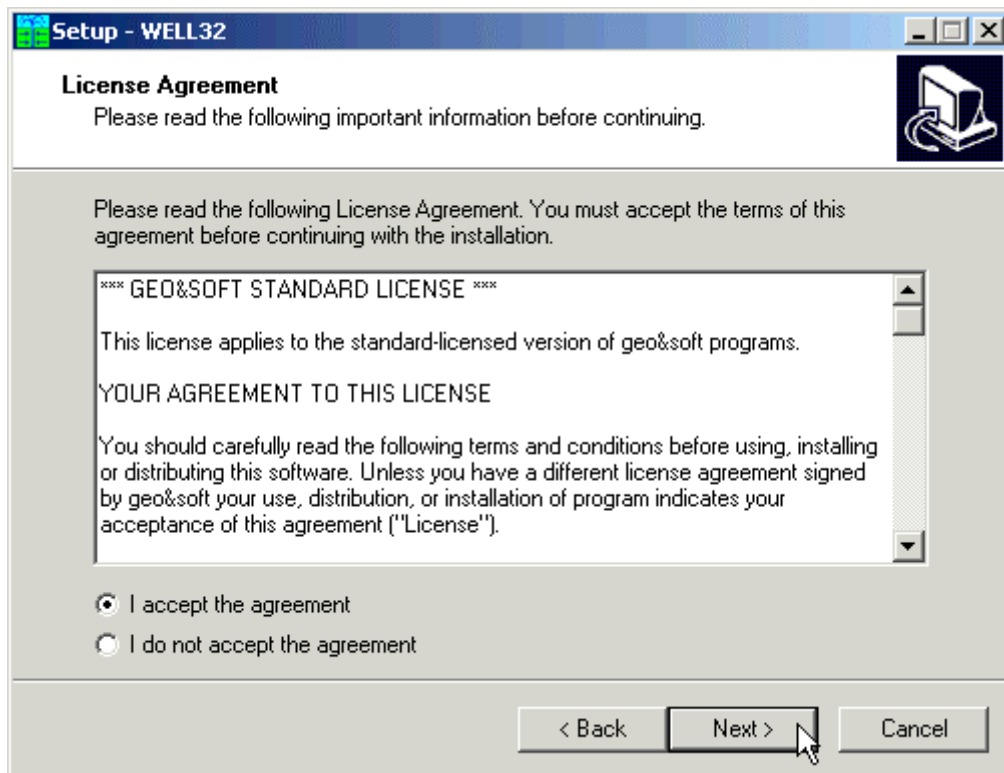 Setup - WELL32
License Agreement
Please read the following important information before continuing.
Please read the following License Agreement. You must accept the terms of this
agreement before continuing with the installation.
*** GEO&SOFT STANDARD LICENSE ***
This license applies to the standard-licensed version of geo&soft programs.
YOUR AGREEMENT TO THIS LICENSE
You should carefully read the following terms and conditions before using, installing
or distributing this software. Unless you have a different license agreement signed
by geo&soft your use, distribution, or installation of program indicates your
acceptance of this agreement ("License").
I accept the agreement
I do not accept the agreement
< Back Next > Cancel